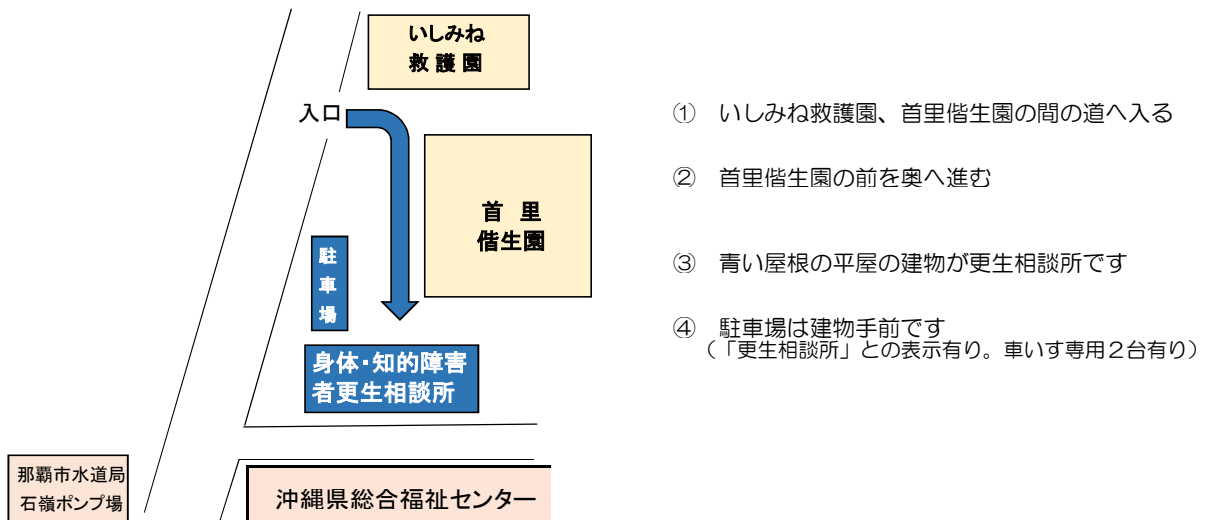 いしみね
救護園
入口
首里
偕生園
駐
車
場
身体・知的障害
者更生相談所
那覇市水道局
石嶺ポンプ場
沖縄県総合福祉センター
① いしみね救護園、首里偕生園の間の道へ入る
② 首里偕生園の前を奥へ進む
③ 青い屋根の平屋の建物が更生相談所です
④ 駐車場は建物手前です
（「更生相談所」との表示有り。車いす専用２台有り）